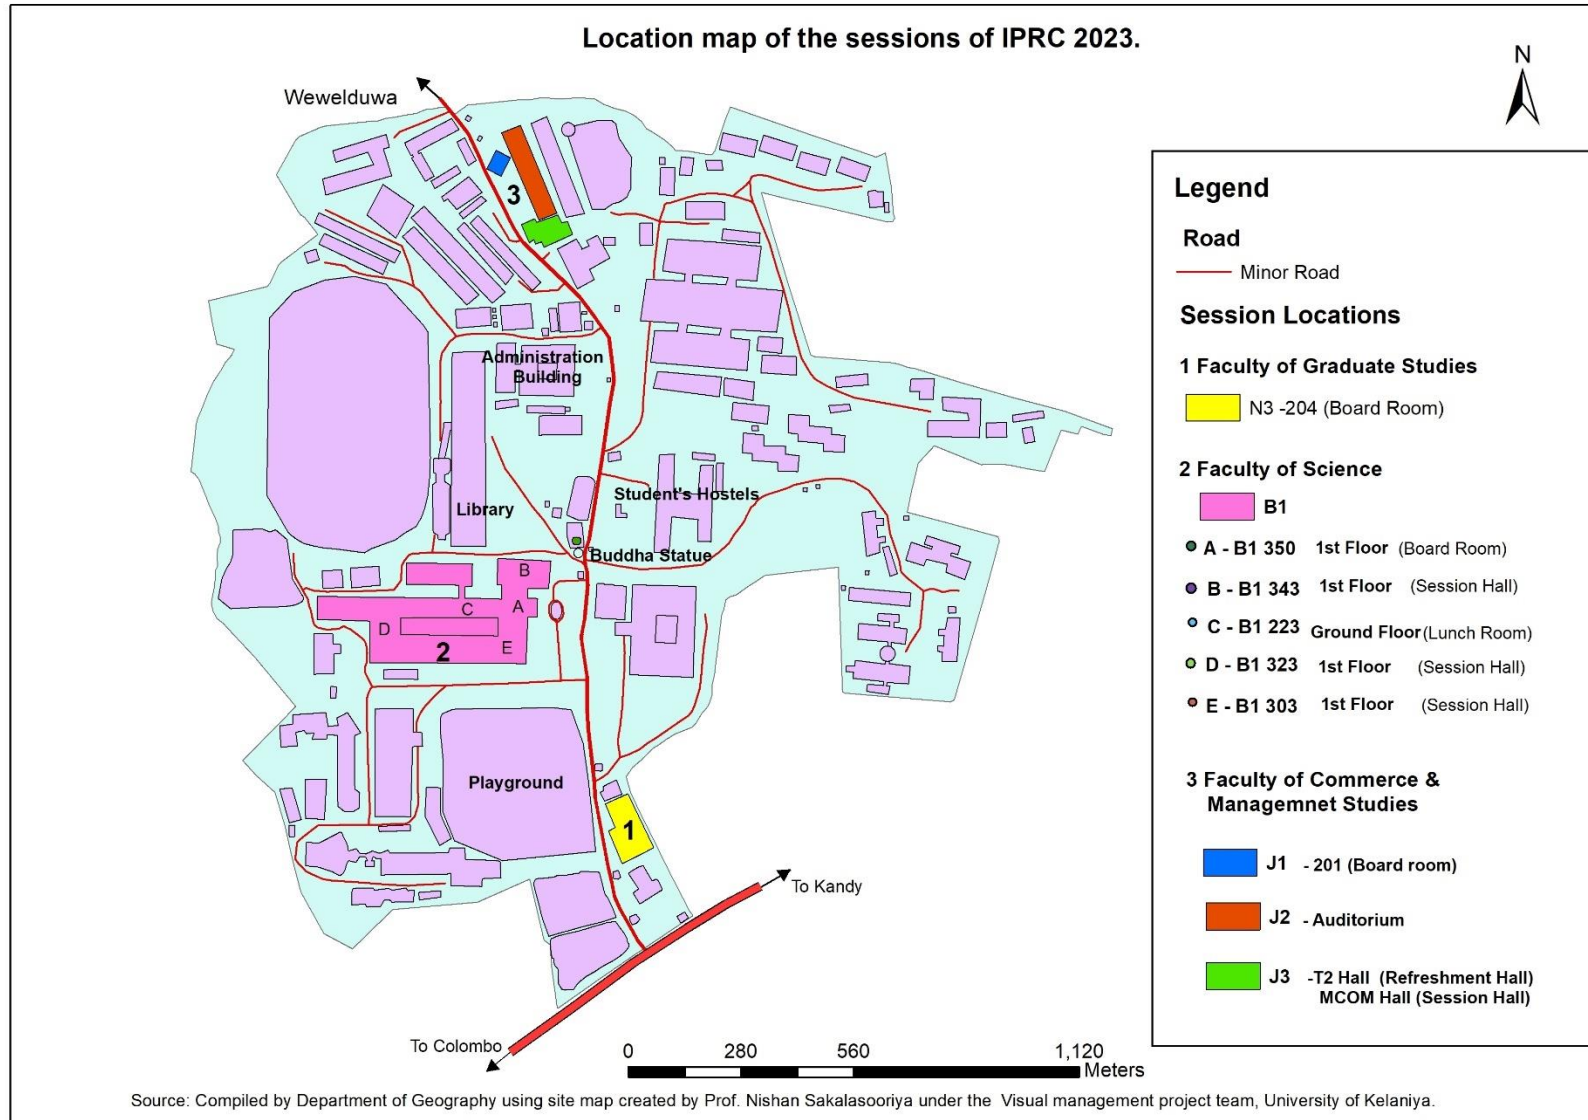 Location map of the sessions of IPRC 2023.
N
Wewelduwa
3
Administration
Building
Library
Student's Hostels
Buddha Statue
B
A
C
D
E
2
Playground
1
To Kandy
To Colombo
0 280 560 1,120
Meters
Legend
Road
Minor Road
Session Locations
1 Faculty of Graduate Studies
N3 -204 (Board Room)
2 Faculty of Science
B1
A - B1 350 1st Floor (Board Room)
B - B1 343 1st Floor (Session Hall)
C - B1 223 Ground Floor (Lunch Room)
D - B1 323 1st Floor (Session Hall)
E - B1 303 1st Floor (Session Hall)
3 Faculty of Commerce &
Managemnet Studies
J1 - 201 (Board room)
J2 - Auditorium
J3 -T2 Hall (Refreshment Hall)
MCOM Hall (Session Hall)
Source: Compiled by Department of Geography using site map created by Prof. Nishan Sakalasooriya under the Visual management project team, University of Kelaniya.